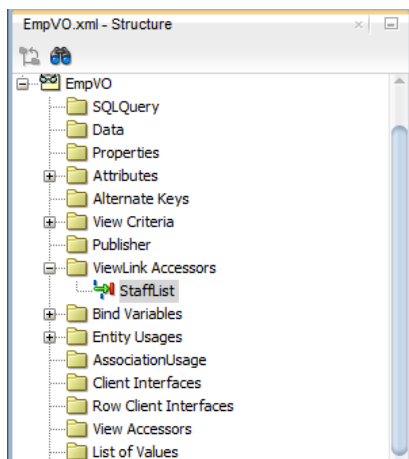 EmpVO.xml - Structure
EmpVO
SQLQuery
Data
Properties
Attributes
Alternate Keys
View Criteria
Publisher
ViewLink Accessors
StaffList
Bind Variables
Entity Usages
AssociationUsage
Client Interfaces
Row Client Interfaces
View Accessors
List of Values